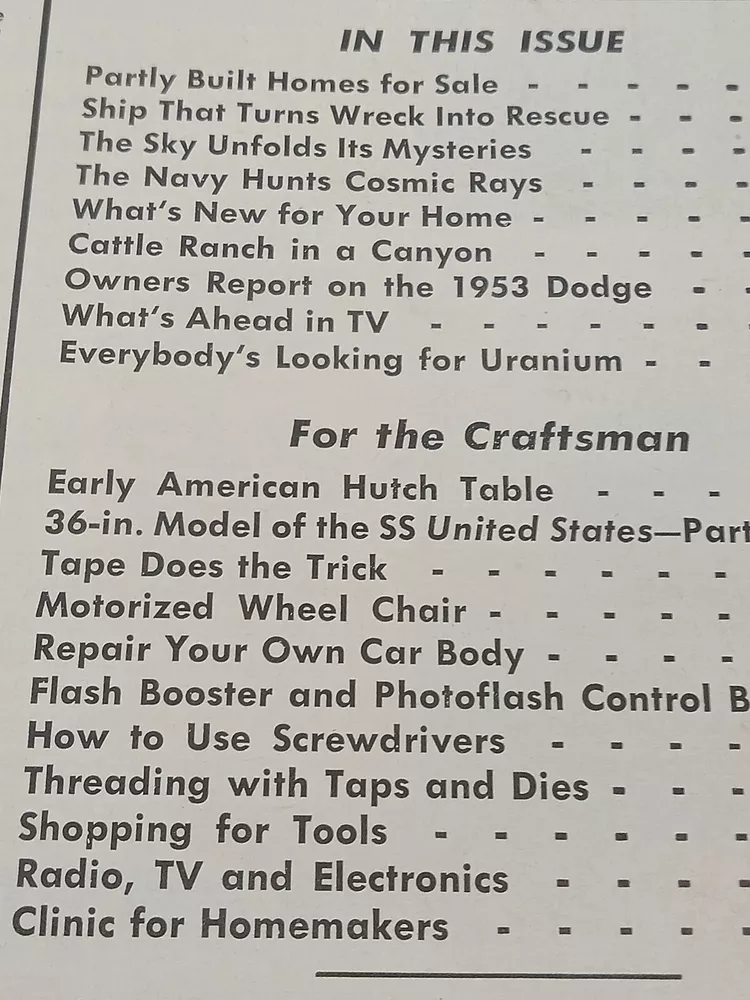 IN THIS ISSUE
Partly Built Homes for Sale - - - - -
Ship That Turns Wreck Into Rescue - - -
The Sky Unfolds Its Mysteries - - - -
The Navy Hunts Cosmic Rays - - - -
What's New for Your Home - - - - -
Cattle Ranch in a Canyon - - - - -
Owners Report on the 1953 Dodge - -
What's Ahead in TV - - - - - -
Everybody's Looking for Uranium - -
For the Craftsman
Early American Hutch Table - - -
36-in. Model of the SS United States—Part
Tape Does the Trick - - - - - -
Motorized Wheel Chair - - - - -
Repair Your Own Car Body - - - -
Flash Booster and Photoflash Control B
How to Use Screwdrivers - - - -
Threading with Taps and Dies - - -
Shopping for Tools - - - - - -
Radio, TV and Electronics - - - -
Clinic for Homemakers - - - - -